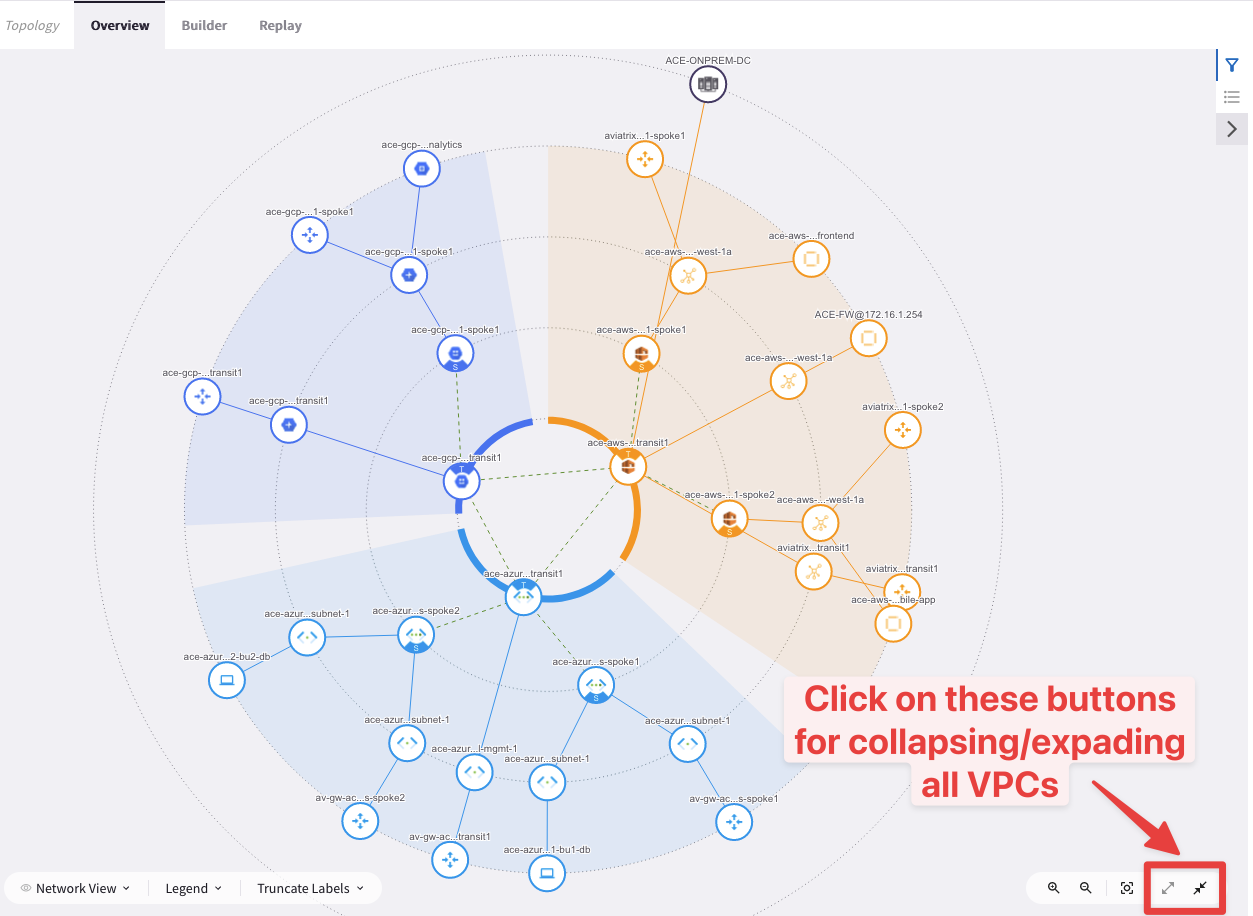 Topology Overview Builder Replay
ACE-ONPREM-DC
aviatrix...1-spoke1
ace-gcp-...nalytics
ace-gcp-...1-spoke1
ace-aws-...frontend
ace-gcp-...1-spoke1
ace-aws-...-west-1a
ACE-FW@172.16.1.254
ace-gcp-...1-spoke1
S
ace-aws-...1-spoke1
S
ace-aws-...-west-1a
ace-gcp-...transit1
ace-gcp-...transit1
aviatrix...1-spoke2
ace-aws-...transit1
T
ace-gcp-...transit1
T
ace-aws-...1-spoke2
S
ace-aws-...-west-1a
aviatrix...transit1
aviatrix...transit1
ace-azur...transit1
T
ace-aws-...bile-app
ace-azur...subnet-1
ace-azur...s-spoke2
S
ace-azur...2-bu2-db
ace-azur...s-spoke1
S
ace-azur...subnet-1
ace-azur...subnet-1
ace-azur...l-mgmt-1
ace-azur...subnet-1
av-gw-ac...s-spoke2
av-gw-ac...s-spoke1
av-gw-ac...transit1
ace-azur...1-bu1-db
Click on these buttons
for collapsing/expading
all VPCs
Network View Legend Truncate Labels